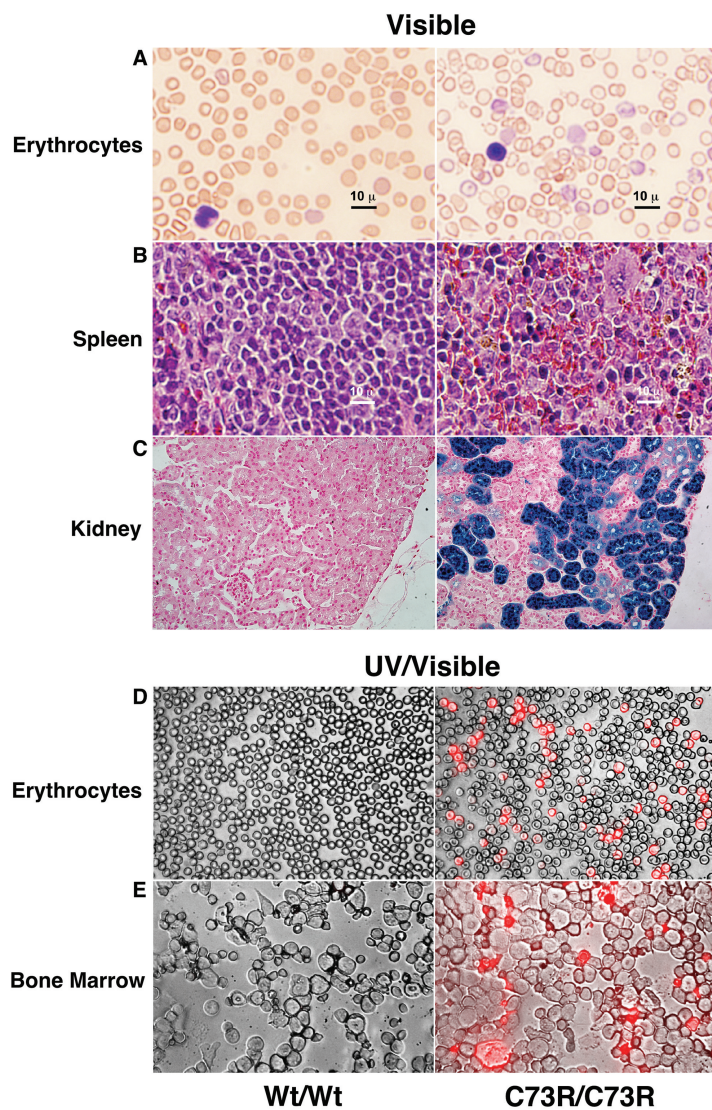 Visible
A
Erythrocytes
10 μ
10 μ
B
Spleen
10 μ
10 μ
C
Kidney
UV/Visible
D
Erythrocytes
E
Bone Marrow
Wt/Wt
C73R/C73R